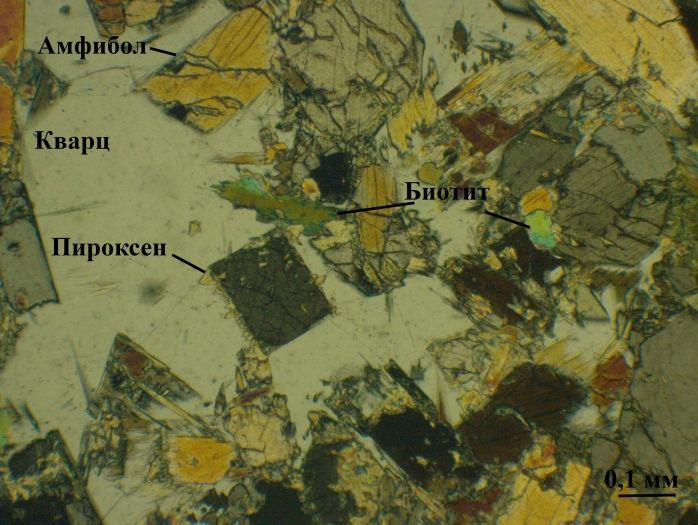 Амфибол
Кварц
Биотит
Пироксен
0,1 мм